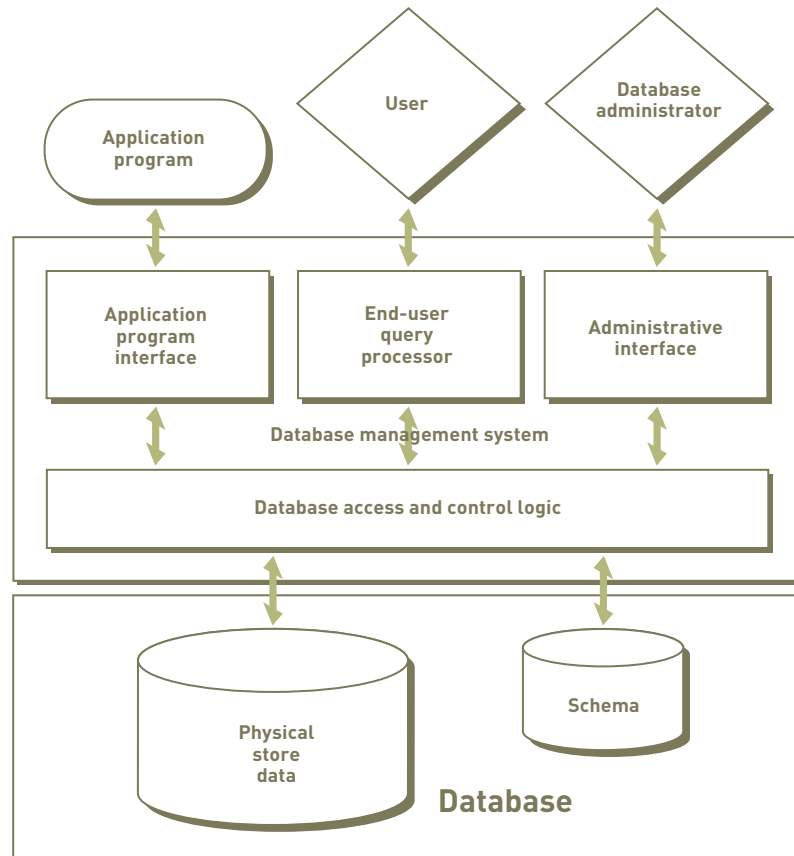 User
Database
administrator
Application
program
Application
program
interface
End-user
query
processor
Administrative
interface
Database management system
Database access and control logic
Physical
store
data
Schema
Database